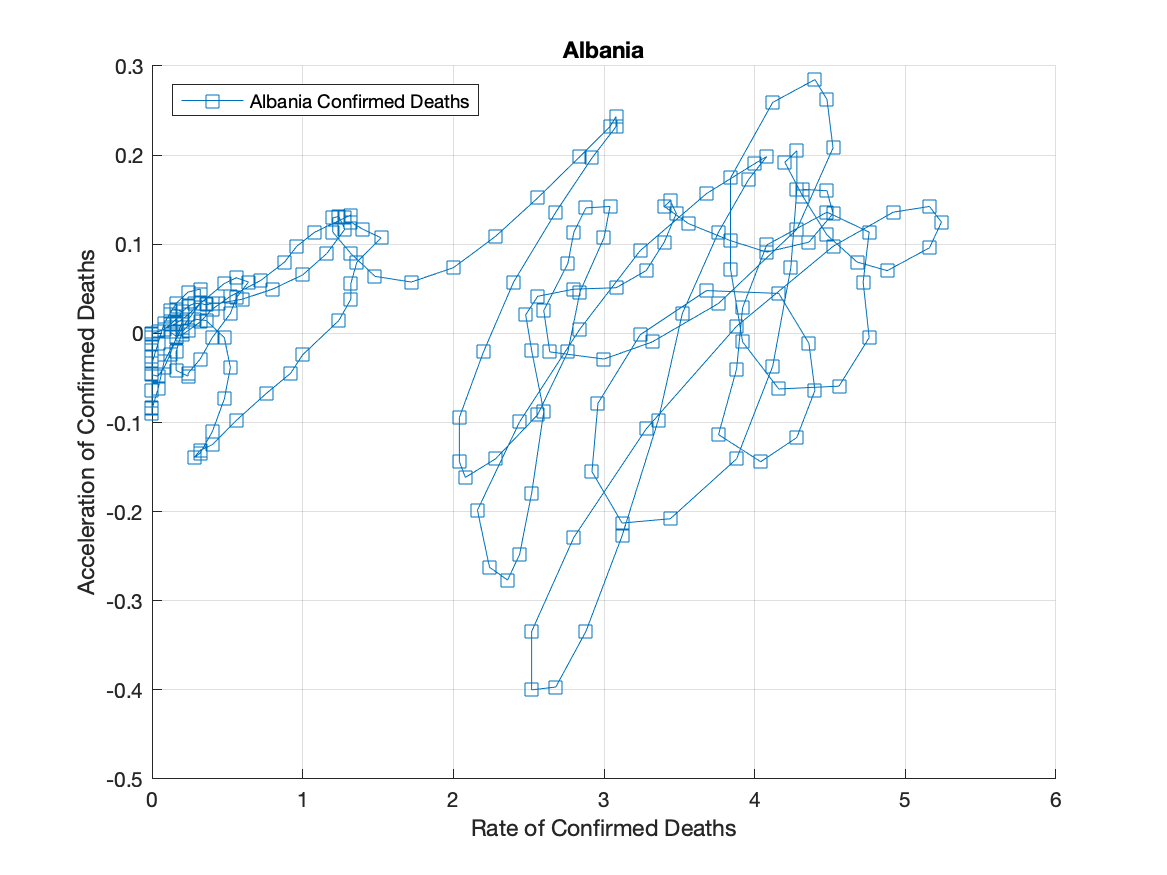 Albania
Albania Confirmed Deaths
Acceleration of Confirmed Deaths
0.3
0.2
0.1
0
-0.1
-0.2
-0.3
-0.4
-0.5
0 1 2 3 4 5 6
Rate of Confirmed Deaths